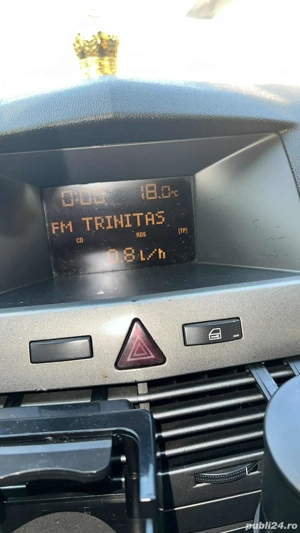 0:00 18.0°C
FM TRINITAS
CD RDS [TP]
0.8 L/h
publi24.ro